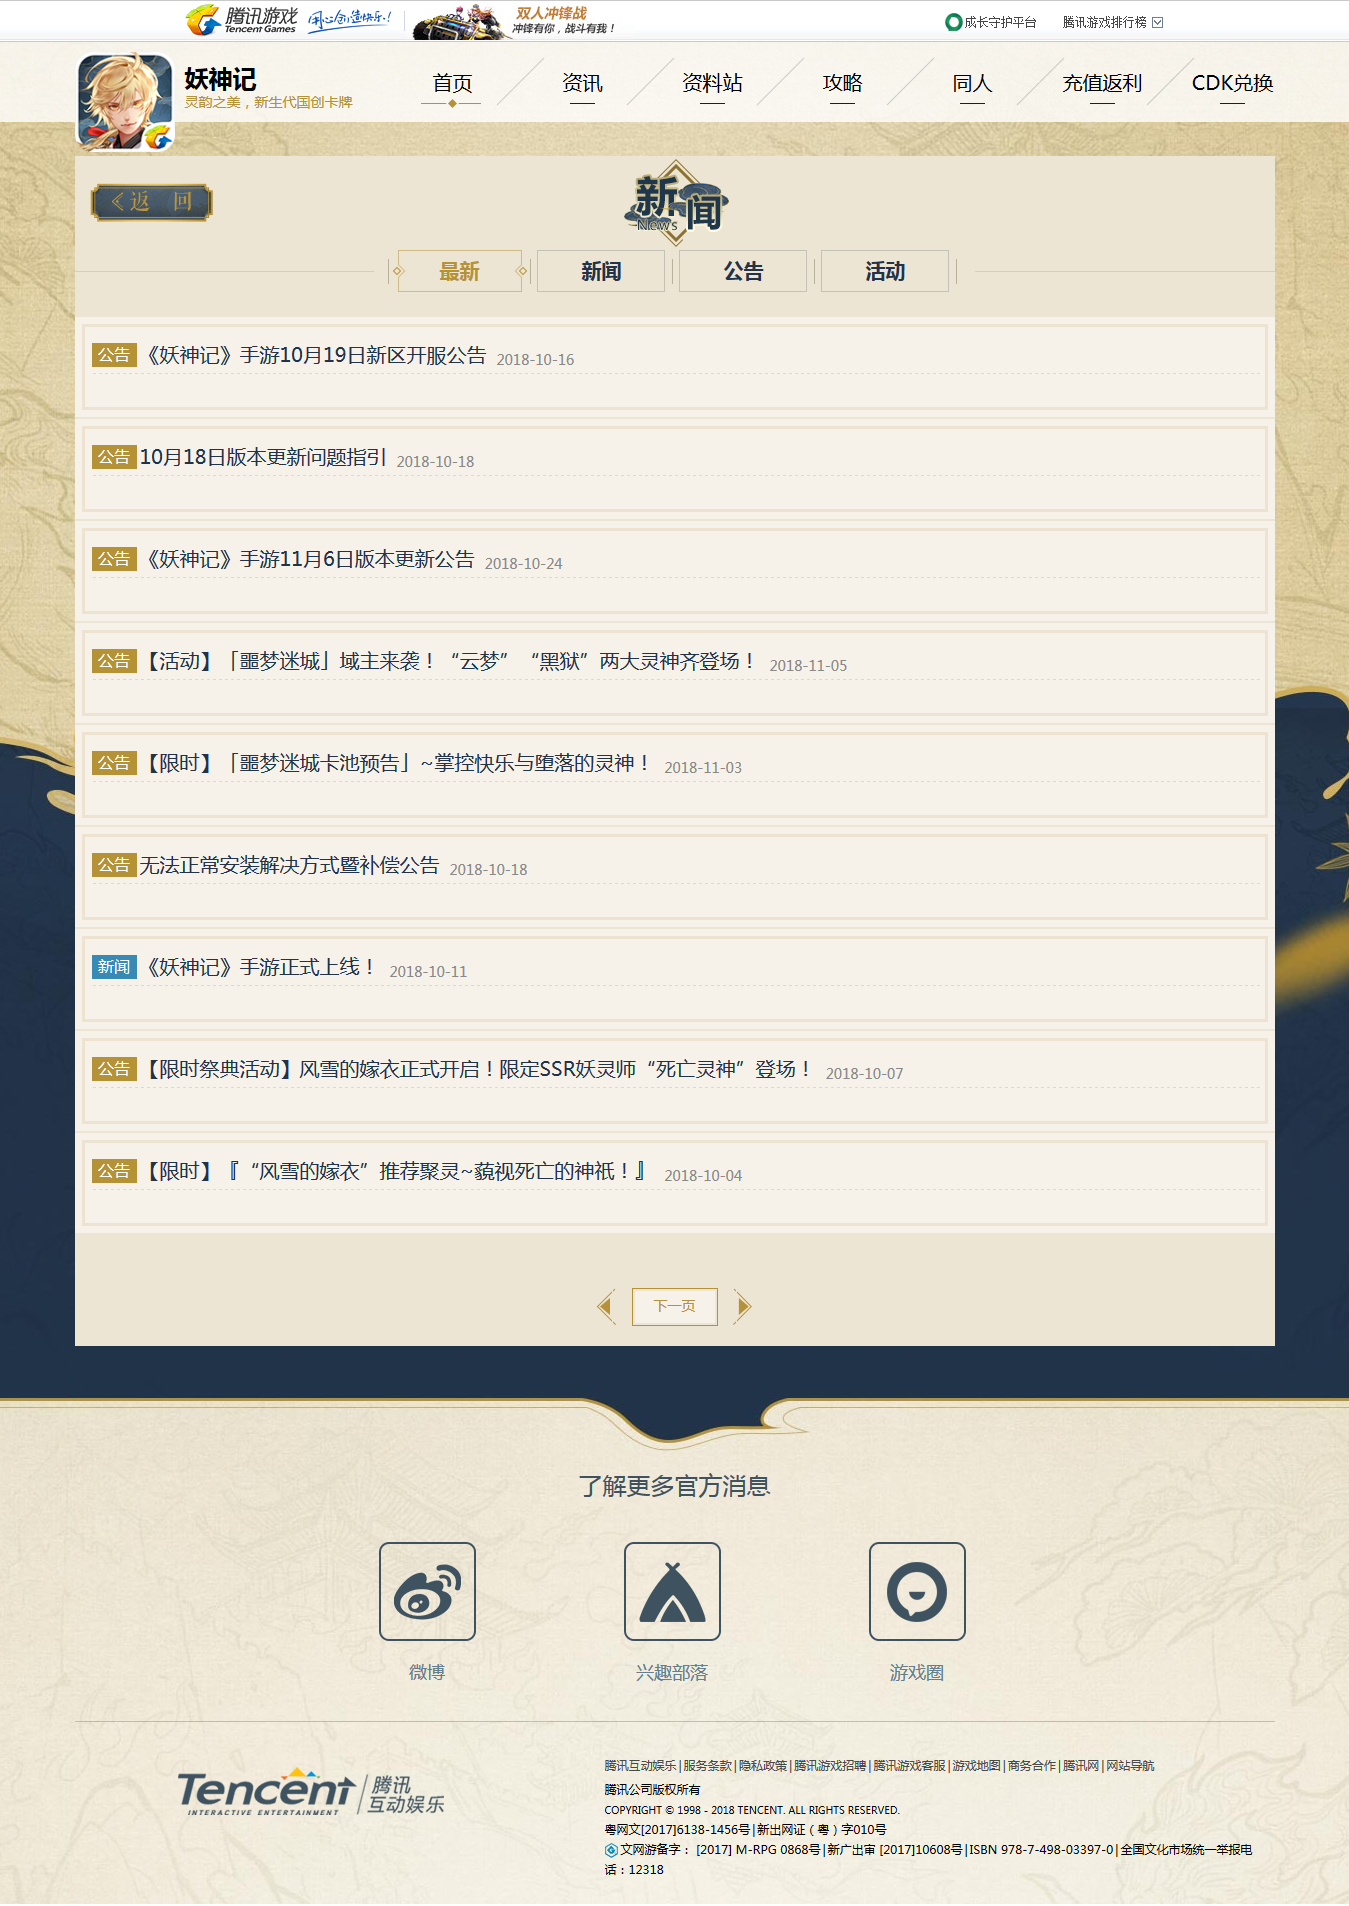 腾讯游戏 用心创造快乐！ 双人冲锋战
Tencent Games 冲锋有你，战斗有我！ 成长守护平台 腾讯游戏排行榜
妖神记
灵韵之美，新生代国创卡牌
首页 资讯 资料站 攻略 同人 充值返利 CDK兑换
返 回
新闻
News
最新 新闻 公告 活动
公告 《妖神记》手游10月19日新区开服公告 2018-10-16
公告 10月18日版本更新问题指引 2018-10-18
公告 《妖神记》手游11月6日版本更新公告 2018-10-24
公告 【活动】「噩梦迷城」域主来袭！“云梦”“黑狱”两大灵神齐登场！ 2018-11-05
公告 【限时】「噩梦迷城卡池预告」~掌控快乐与堕落的灵神！ 2018-11-03
公告 无法正常安装解决方式暨补偿公告 2018-10-18
新闻 《妖神记》手游正式上线！ 2018-10-11
公告 【限时祭典活动】风雪的嫁衣正式开启！限定SSR妖灵师“死亡灵神”登场！ 2018-10-07
公告 【限时】『“风雪的嫁衣”推荐聚灵~藐视死亡的神祇！』 2018-10-04
下一页
了解更多官方消息
微博 兴趣部落 游戏圈
Tencent 腾讯
INTERACTIVE ENTERTAINMENT 互动娱乐
腾讯互动娱乐|服务条款|隐私政策|腾讯游戏招聘|腾讯游戏客服|游戏地图|商务合作|腾讯网|网站导航
腾讯公司版权所有
COPYRIGHT © 1998 - 2018 TENCENT. ALL RIGHTS RESERVED.
粤网文[2017]6138-1456号|新出网证（粤）字010号
文网游备字： [2017] M-RPG 0868号|新广出审 [2017]10608号|ISBN 978-7-498-03397-0|全国文化市场统一举报电
话：12318